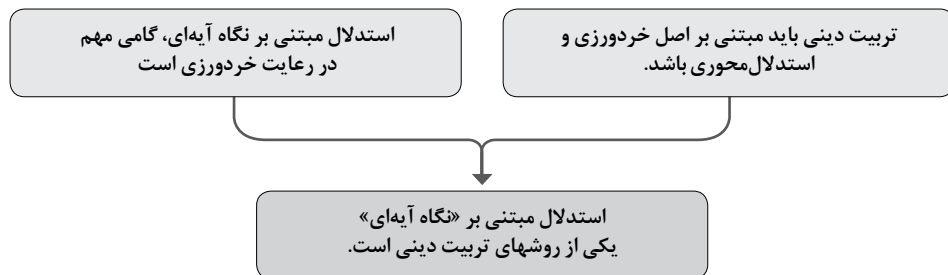 تربیت دینی باید مبتنی بر اصل خردورزی و
استدلال‌محوری باشد.
استدلال مبتنی بر نگاه آیه‌ای، گامی مهم
در رعایت خردورزی است
استدلال مبتنی بر «نگاه آیه‌ای»
یکی از روشهای تربیت دینی است.